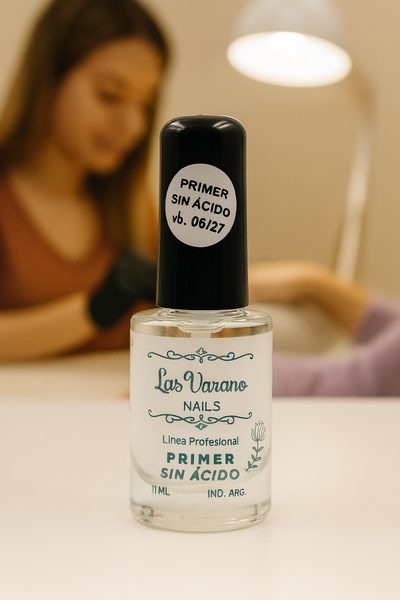 PRIMER
SIN ÁCIDO
vb. 06/27
Las Varano
NAILS
Línea Profesional
PRIMER
SIN ÁCIDO
11 ML IND. ARG.